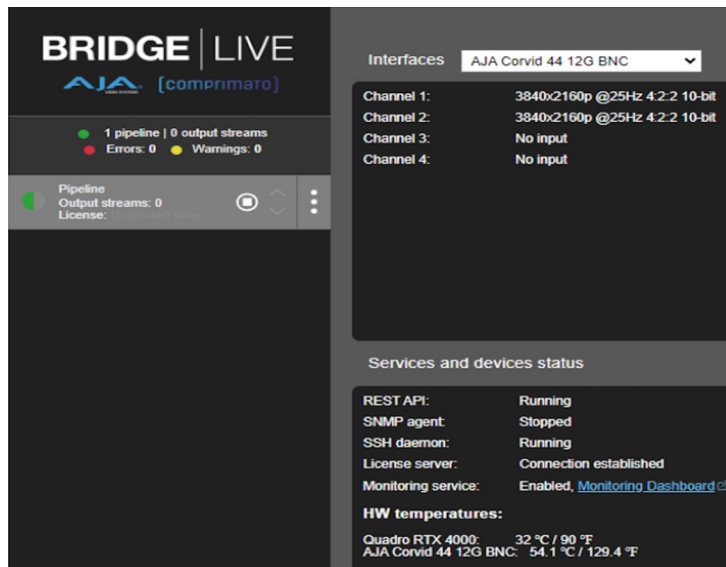 BRIDGE | LIVE
AJA VIDEO SYSTEMS [comprimato]
1 pipeline | 0 output streams
Errors: 0 Warnings: 0
Pipeline
Output streams: 0
License:
Interfaces AJA Corvid 44 12G BNC
Channel 1: 3840x2160p @25Hz 4:2:2 10-bit
Channel 2: 3840x2160p @25Hz 4:2:2 10-bit
Channel 3: No input
Channel 4: No input
Services and devices status
REST API: Running
SNMP agent: Stopped
SSH daemon: Running
License server: Connection established
Monitoring service: Enabled, Monitoring Dashboard
HW temperatures:
Quadro RTX 4000: 32 °C / 90 °F
AJA Corvid 44 12G BNC: 54.1 °C / 129.4 °F